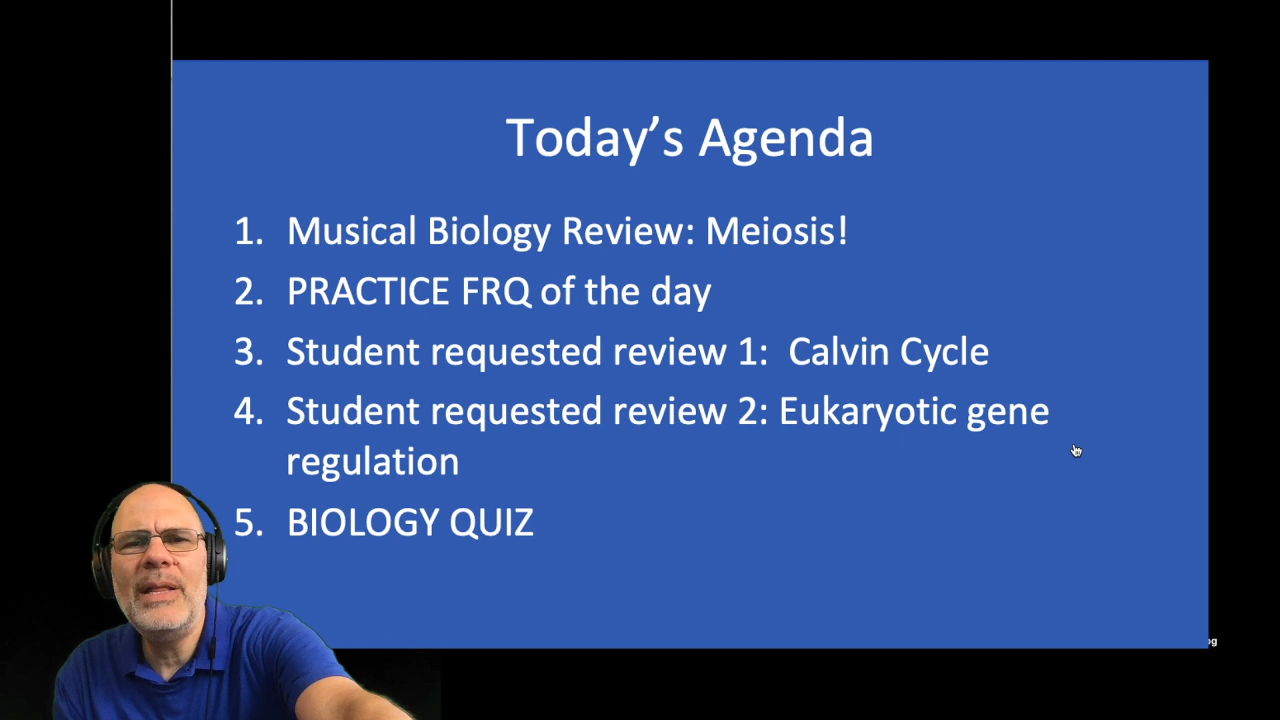 Today’s Agenda
1. Musical Biology Review: Meiosis!
2. PRACTICE FRQ of the day
3. Student requested review 1:  Calvin Cycle
4. Student requested review 2: Eukaryotic gene
regulation
5. BIOLOGY QUIZ